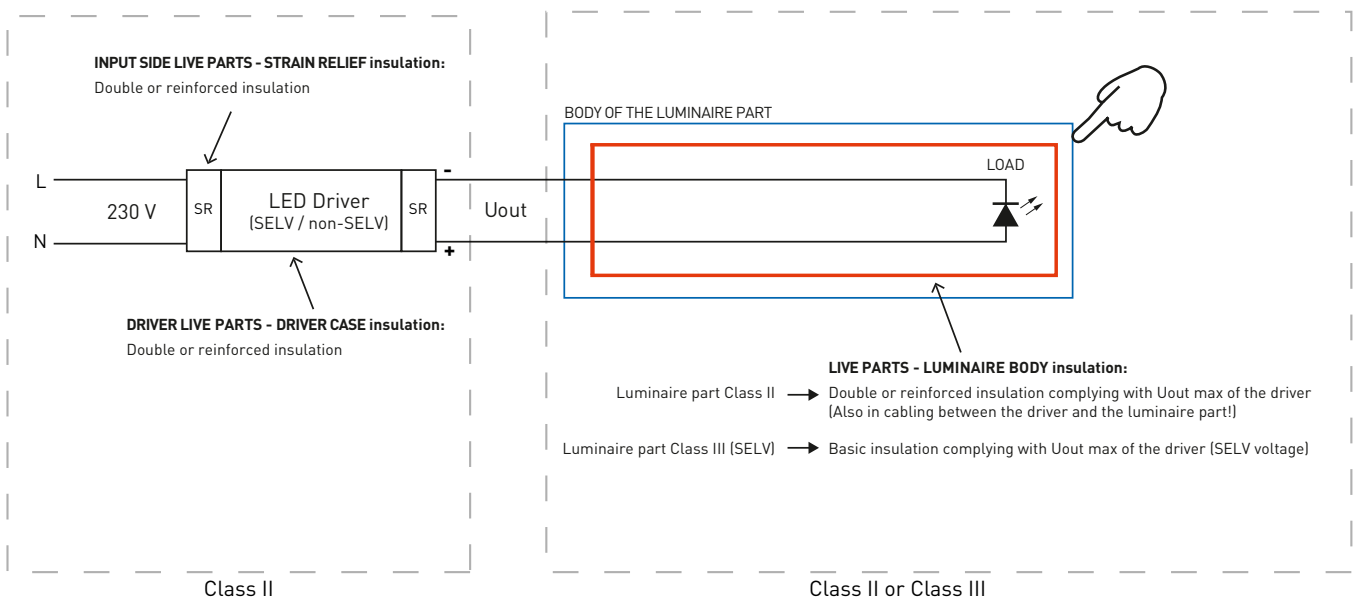 INPUT SIDE LIVE PARTS - STRAIN RELIEF insulation:
Double or reinforced insulation
L
230 V
N
SR
LED Driver
(SELV / non-SELV)
SR
-
+
Uout
DRIVER LIVE PARTS - DRIVER CASE insulation:
Double or reinforced insulation
Class II
BODY OF THE LUMINAIRE PART
LOAD
LIVE PARTS - LUMINAIRE BODY insulation:
Luminaire part Class II
Double or reinforced insulation complying with Uout max of the driver
(Also in cabling between the driver and the luminaire part!)
Luminaire part Class III (SELV)
Basic insulation complying with Uout max of the driver (SELV voltage)
Class II or Class III